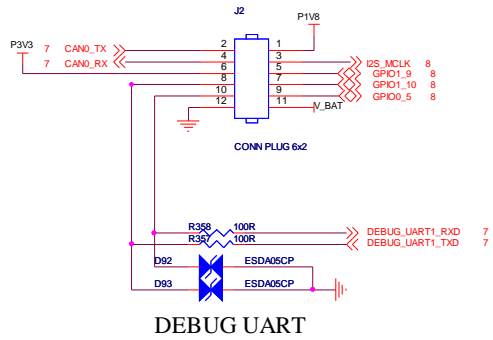 J2
P1V8
P3V3
7 CAN0_TX 2 1
7 CAN0_RX 4 3 I2S_MCLK 8
6 5 GPIO1_9 8
8 7 GPIO1_10 8
10 9 GPIO0_5 8
12 11 V_BAT
CONN PLUG 6x2
R358 100R DEBUG_UART1_RXD 7
R357 100R DEBUG_UART1_TXD 7
D92 ESDA05CP
D93 ESDA05CP
DEBUG UART